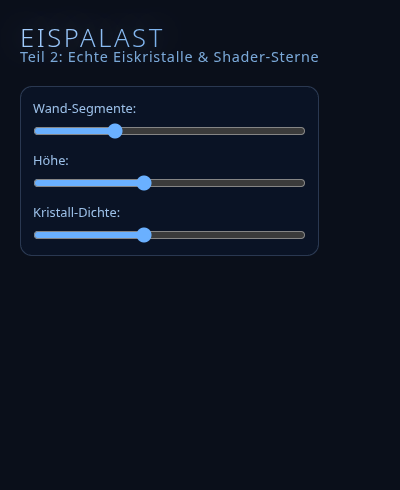 EISPALAST
Teil 2: Echte Eiskristalle & Shader-Sterne
Wand-Segmente:
Höhe:
Kristall-Dichte: